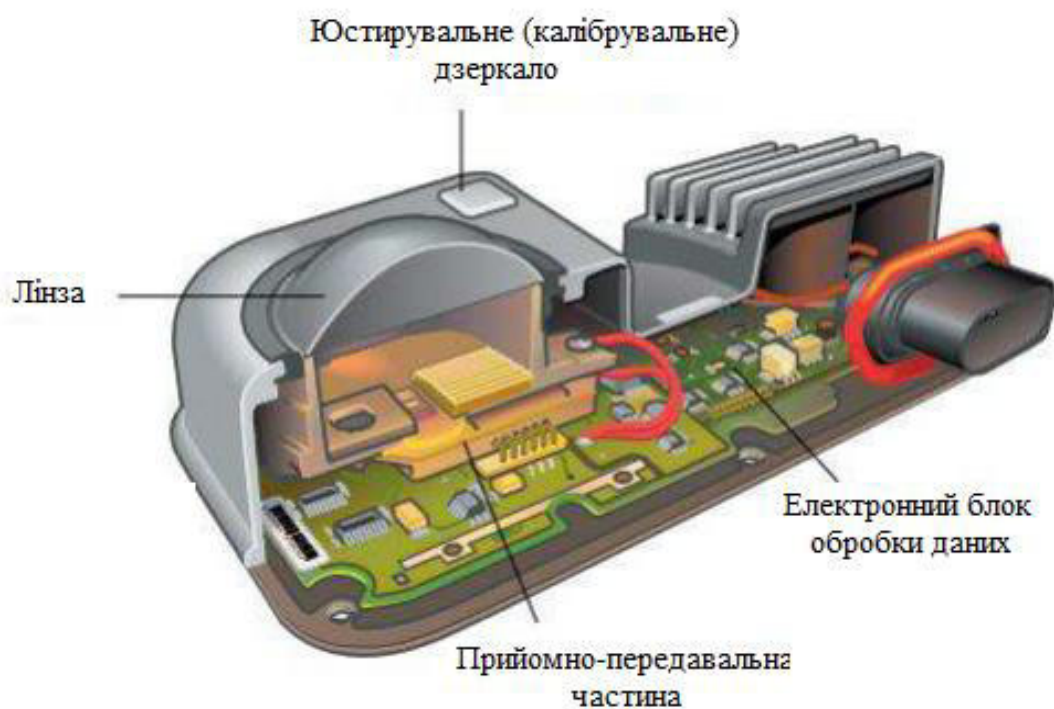 Юстирувальне (калібрувальне)
дзеркало
Лінза
Електронний блок
обробки даних
Прийомно-передавальна
частина